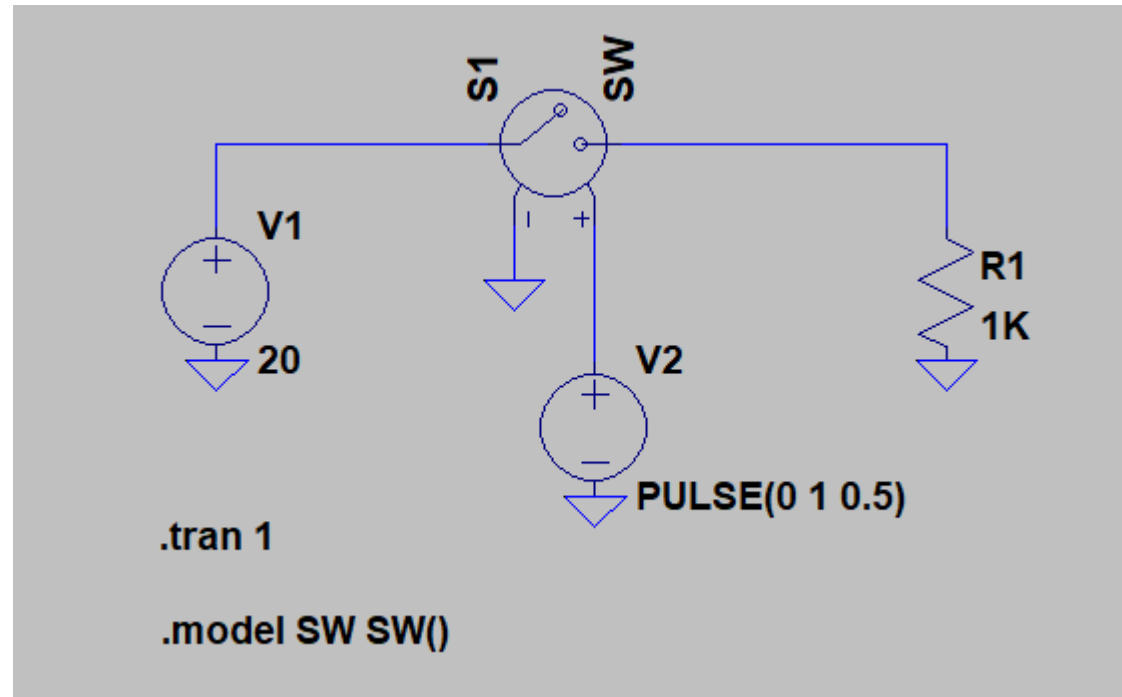 S1
SW
V1
20
R1
1K
V2
PULSE(0 1 0.5)
.tran 1
.model SW SW()